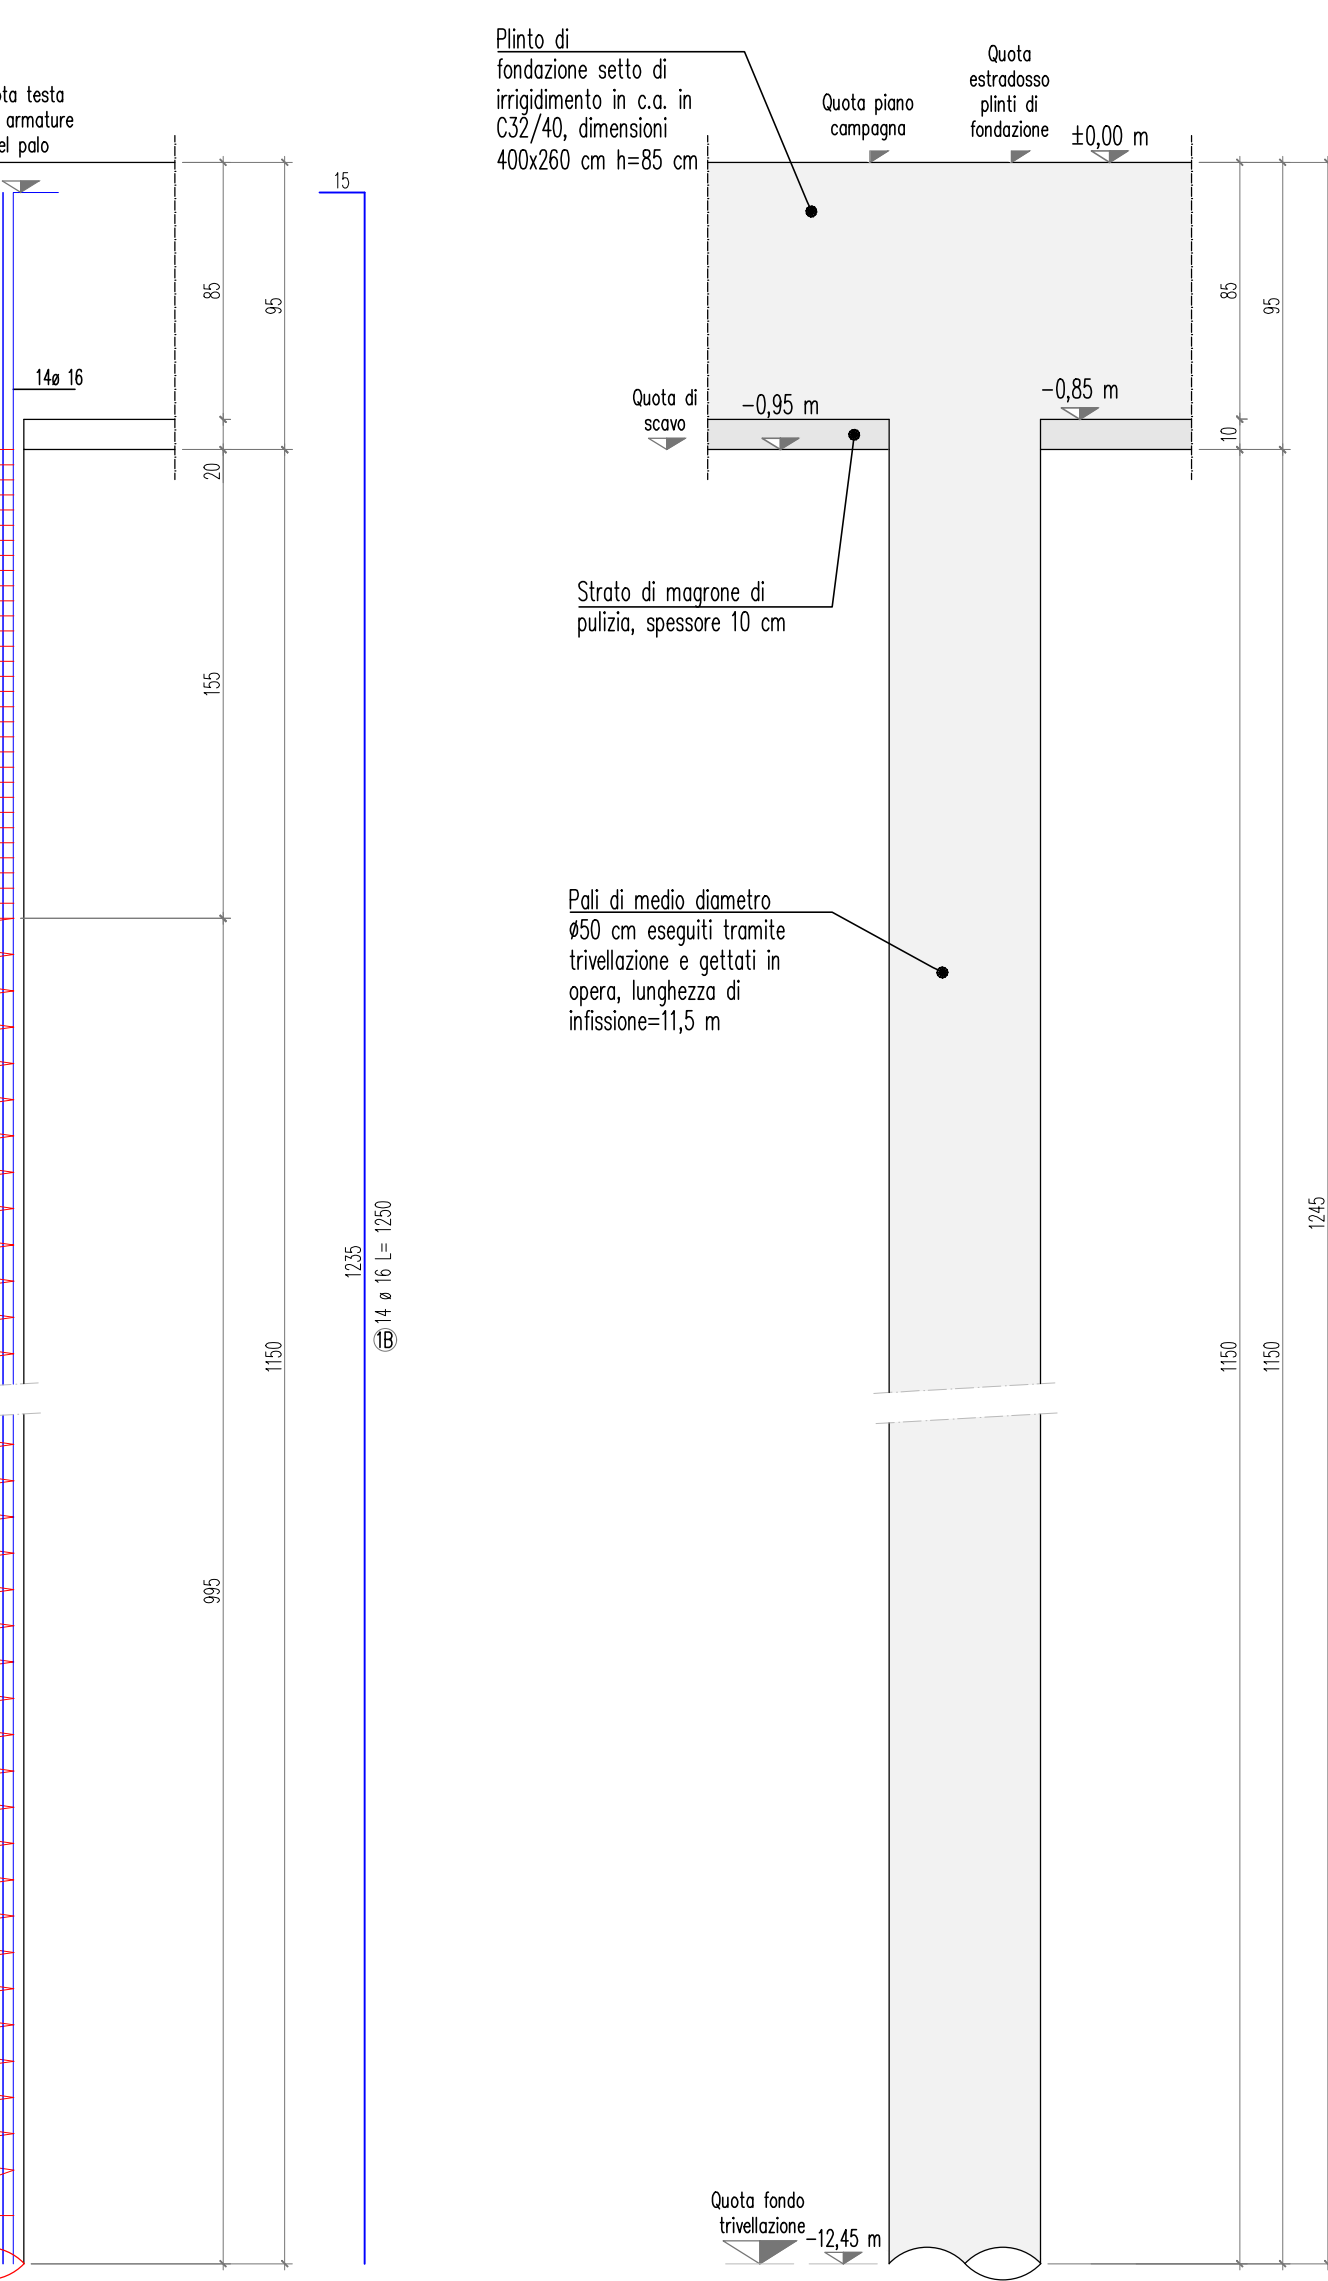 ta testa
armature
el palo
85
95
14ø 16
20
155
995
1150
15
1235
14 ø 16 L= 1250
1B
Plinto di
fondazione setto di
irrigidimento in c.a. in
C32/40, dimensioni
400x260 cm h=85 cm
Quota piano
campagna
Quota
estradosso
plinti di
fondazione
±0,00 m
Quota di
scavo
-0,95 m
-0,85 m
85
95
10
Strato di magrone di
pulizia, spessore 10 cm
Pali di medio diametro
Ø50 cm eseguiti tramite
trivellazione e gettati in
opera, lunghezza di
infissione=11,5 m
1245
1150
1150
Quota fondo
trivellazione
-12,45 m